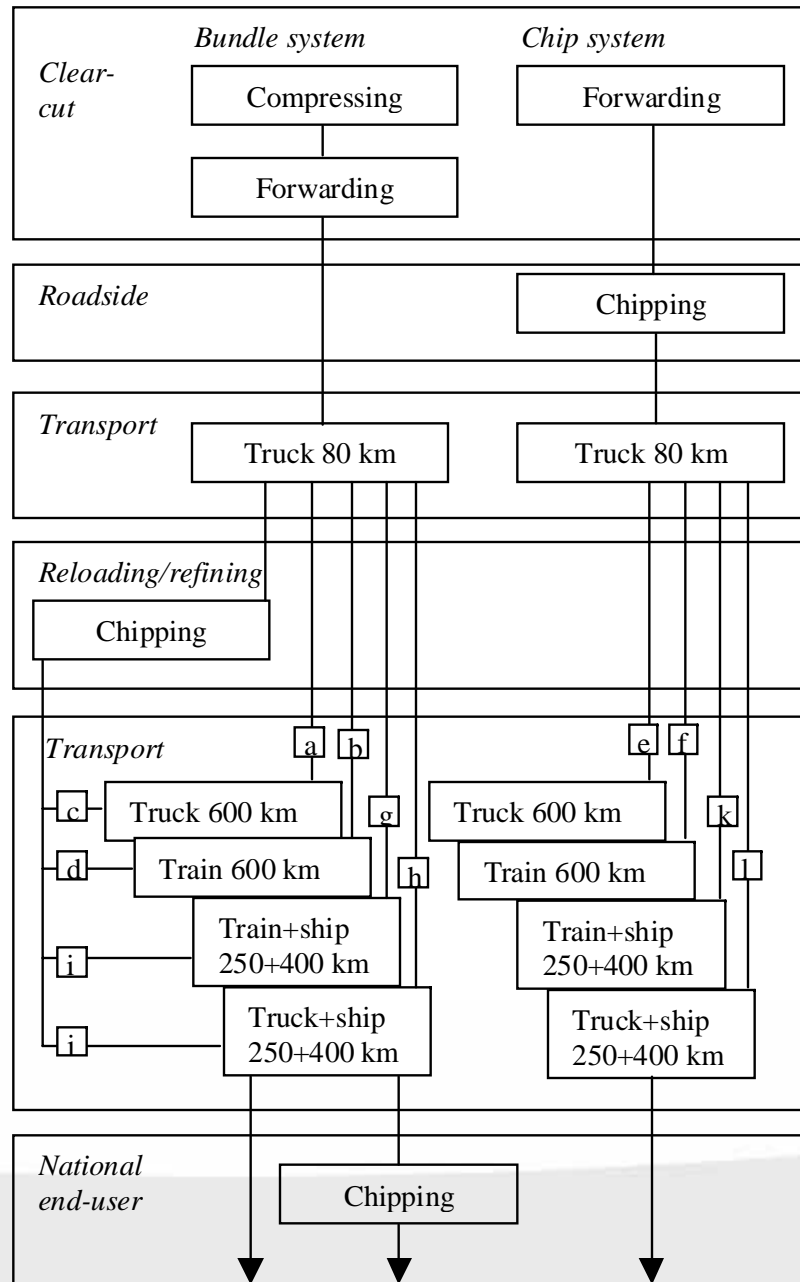 Bundle system
Chip system
Clear-
cut
Compressing
Forwarding
Forwarding
Roadside
Chipping
Transport
Truck 80 km
Truck 80 km
Reloading/refining
Chipping
Transport
a
b
e
f
c
Truck 600 km
g
Truck 600 km
k
d
Train 600 km
h
Train 600 km
l
i
Train+ship
250+400 km
Train+ship
250+400 km
j
Truck+ship
250+400 km
Truck+ship
250+400 km
National
end-user
Chipping